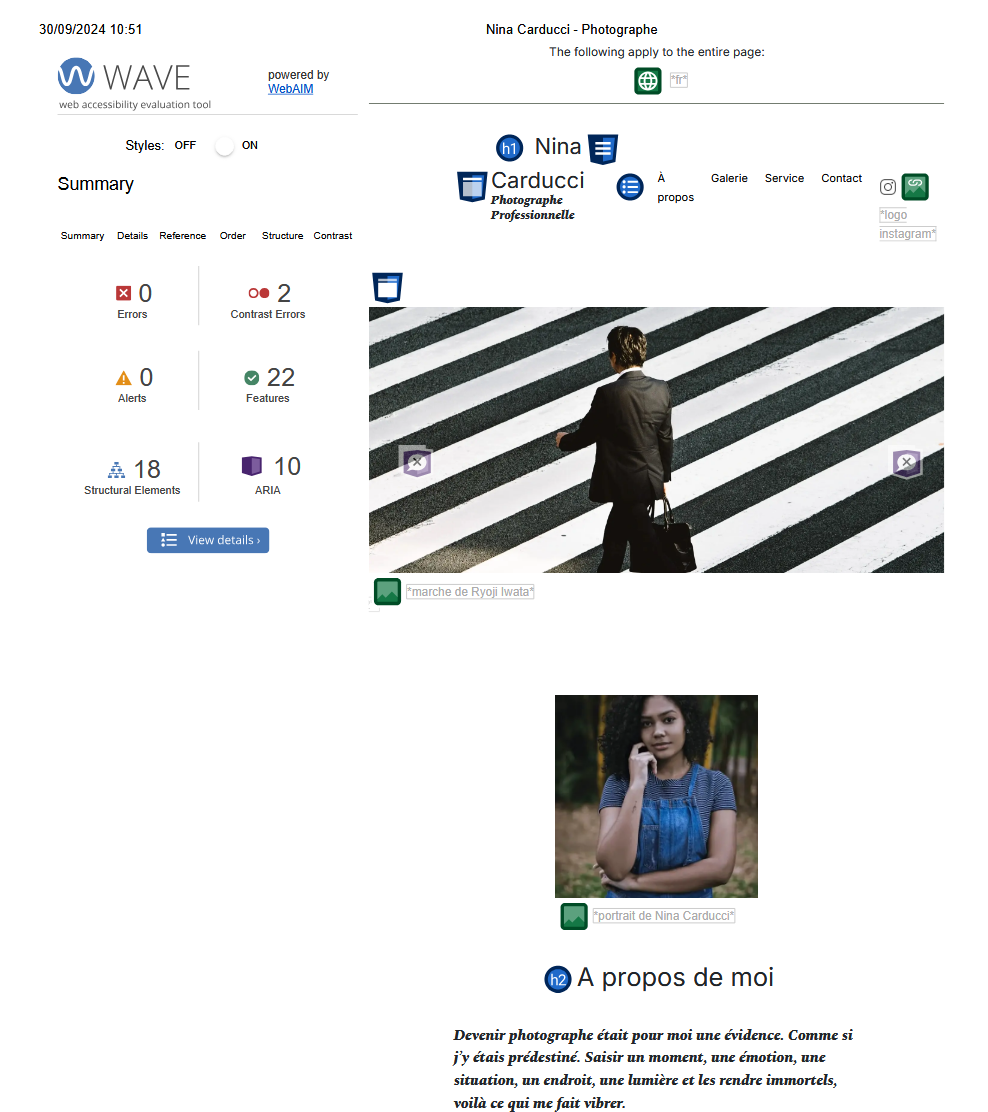 30/09/2024 10:51
Nina Carducci - Photographe
WAVE
web accessibility evaluation tool
powered by
WebAIM
Styles: OFF ON
Summary
Summary Details Reference Order Structure Contrast
0
Errors
2
Contrast Errors
0
Alerts
22
Features
18
Structural Elements
10
ARIA
View details ›
The following apply to the entire page:
*fr*
h1 Nina
Carducci
Photographe
Professionnelle
À
propos
Galerie
Service
Contact
*logo
instagram*
*marche de Ryoji Iwata*
*portrait de Nina Carducci*
h2 A propos de moi
Devenir photographe était pour moi une évidence. Comme si
j'y étais prédestiné. Saisir un moment, une émotion, une
situation, un endroit, une lumière et les rendre immortels,
voilà ce qui me fait vibrer.